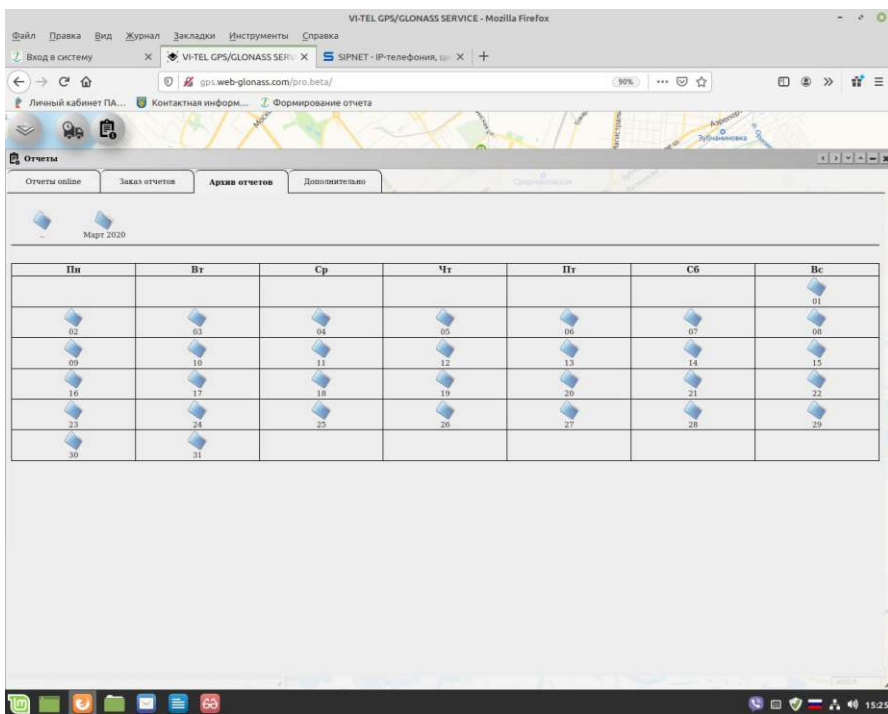 VI-TEL GPS/GLONASS SERVICE - Mozilla Firefox
Файл Правка Вид Журнал Закладки Инструменты Справка
Вход в систему VI-TEL GPS/GLONASS SERV SIPNET - IP-телефония, ци
gps.web-glonass.com/pro.beta/ 90%
Личный кабинет ПА... Контактная информ... Формирование отчета
Аэропорт
Зубчаниновка
Отчеты
Отчеты online Заказ отчетов Архив отчетов Дополнительно
.. Март 2020
Пн Вт Ср Чт Пт Сб Вс
01
02 03 04 05 06 07 08
09 10 11 12 13 14 15
16 17 18 19 20 21 22
23 24 25 26 27 28 29
30 31
15:25